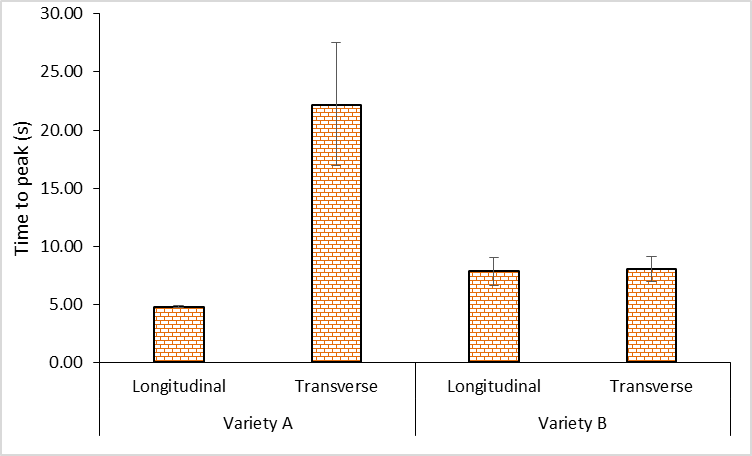 30.00
25.00
20.00
15.00
10.00
5.00
0.00
Time to peak (s)
Longitudinal Transverse Longitudinal Transverse
Variety A Variety B